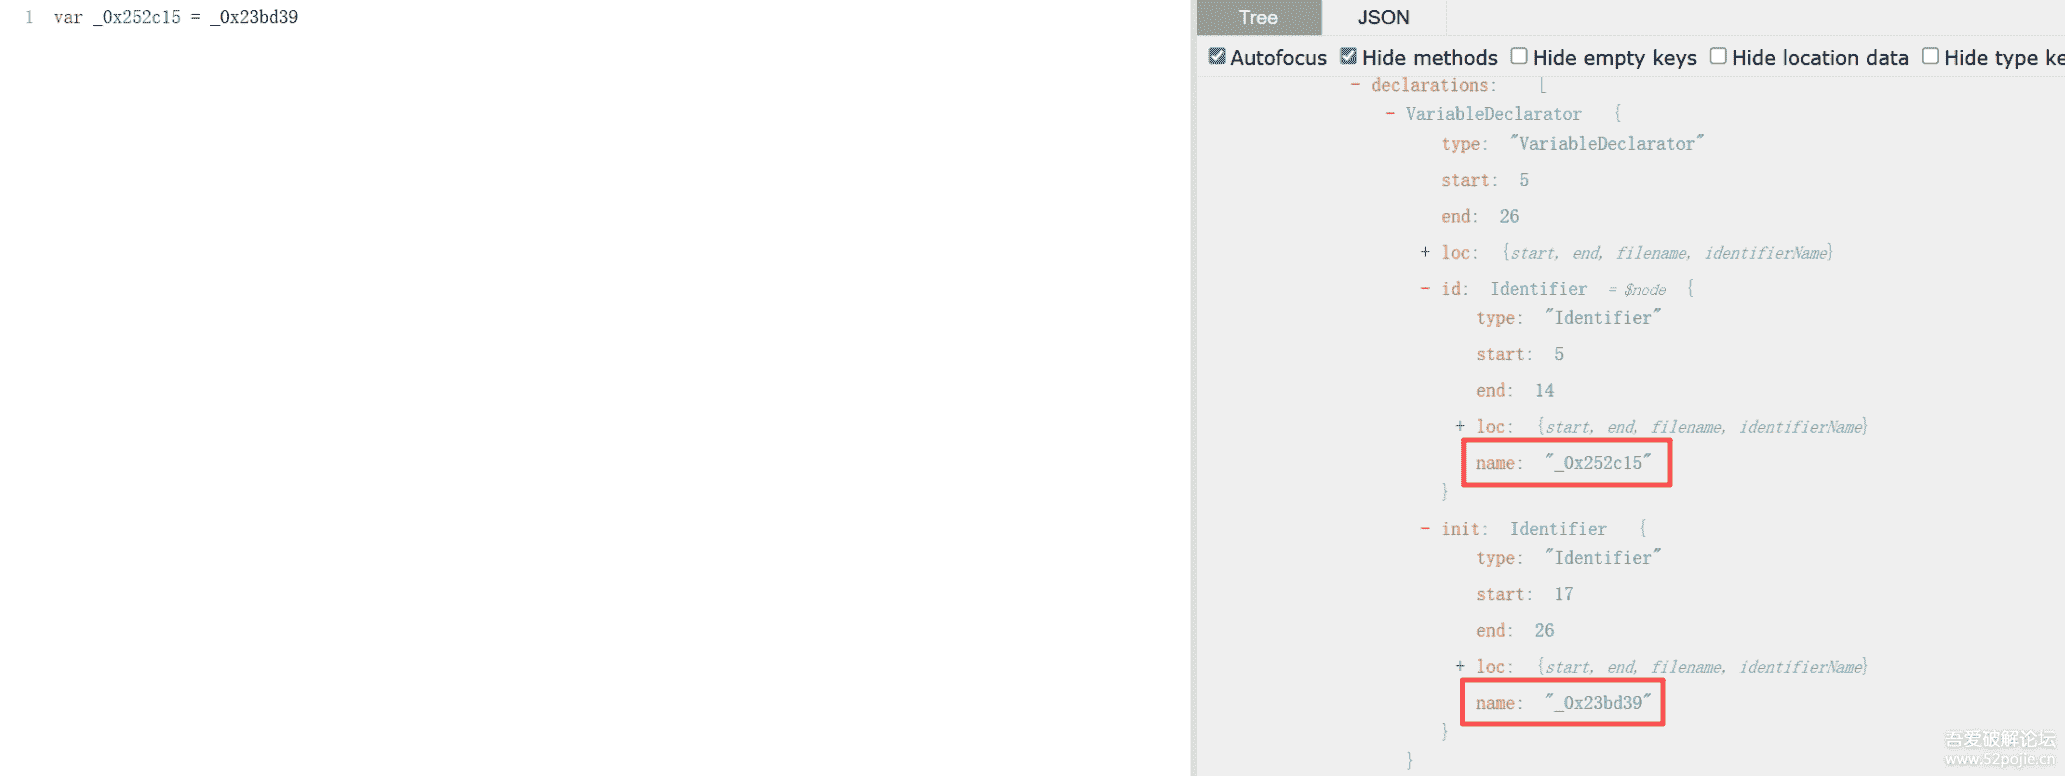 1 var _0x252c15 = _0x23bd39
Tree JSON
Autofocus Hide methods Hide empty keys Hide location data Hide type ke
- declarations: [
- VariableDeclarator {
type: "VariableDeclarator"
start: 5
end: 26
+ loc: {start, end, filename, identifierName}
- id: Identifier = $node {
type: "Identifier"
start: 5
end: 14
+ loc: {start, end, filename, identifierName}
name: "_0x252c15"
}
- init: Identifier {
type: "Identifier"
start: 17
end: 26
+ loc: {start, end, filename, identifierName}
name: "_0x23bd39"
}
}
吾爱破解论坛
www.52pojie.cn